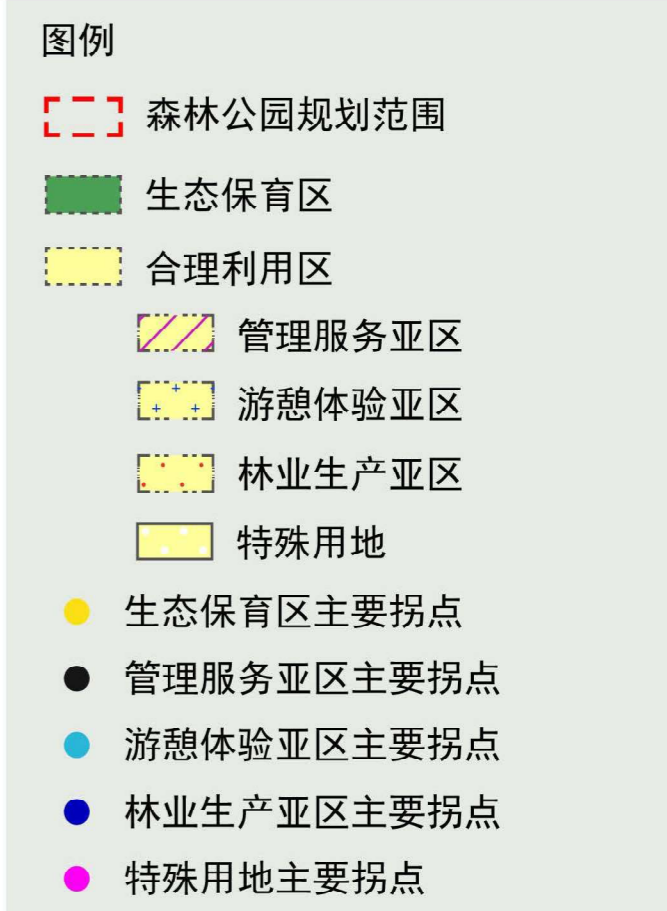 图例
森林公园规划范围
生态保育区
合理利用区
管理服务亚区
游憩体验亚区
林业生产亚区
特殊用地
生态保育区主要拐点
管理服务亚区主要拐点
游憩体验亚区主要拐点
林业生产亚区主要拐点
特殊用地主要拐点